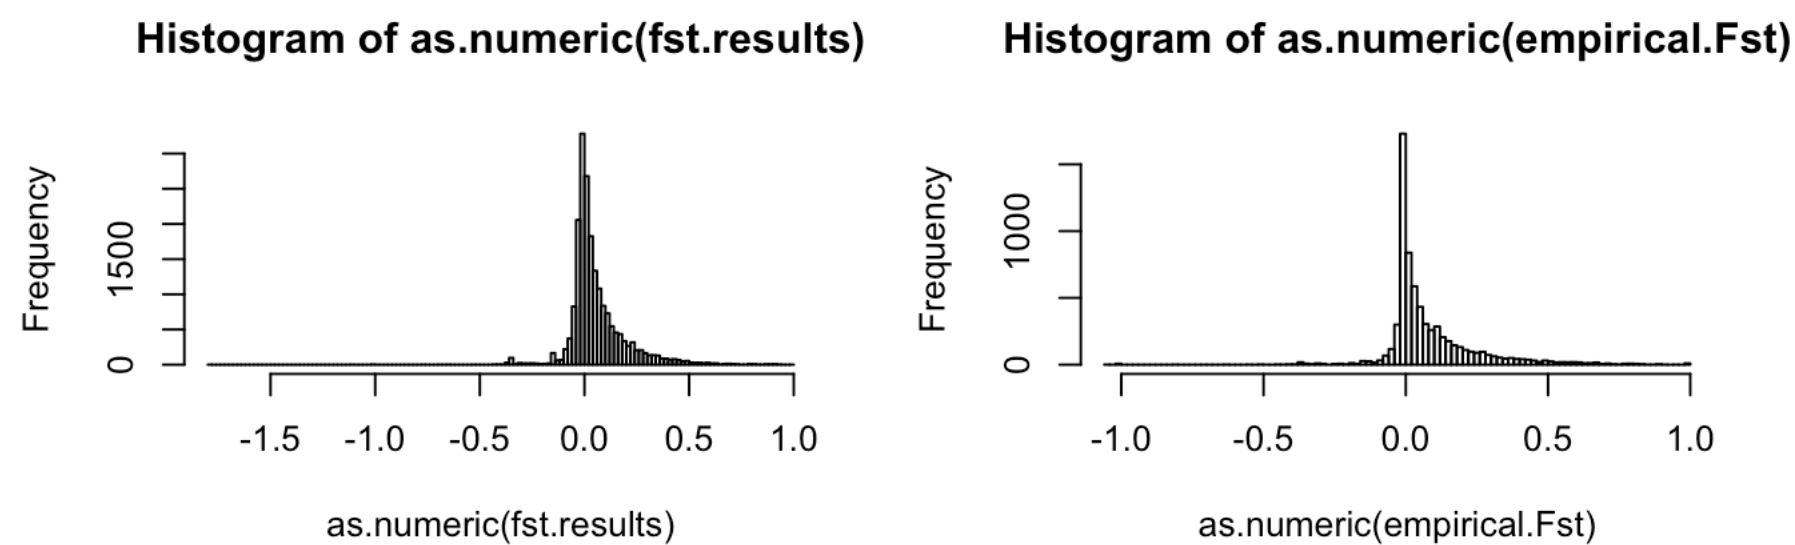 Histogram of as.numeric(fst.results)
Frequency
1500
0
-1.5 -1.0 -0.5 0.0 0.5 1.0
as.numeric(fst.results)
Histogram of as.numeric(empirical.Fst)
Frequency
1000
0
-1.0 -0.5 0.0 0.5 1.0
as.numeric(empirical.Fst)